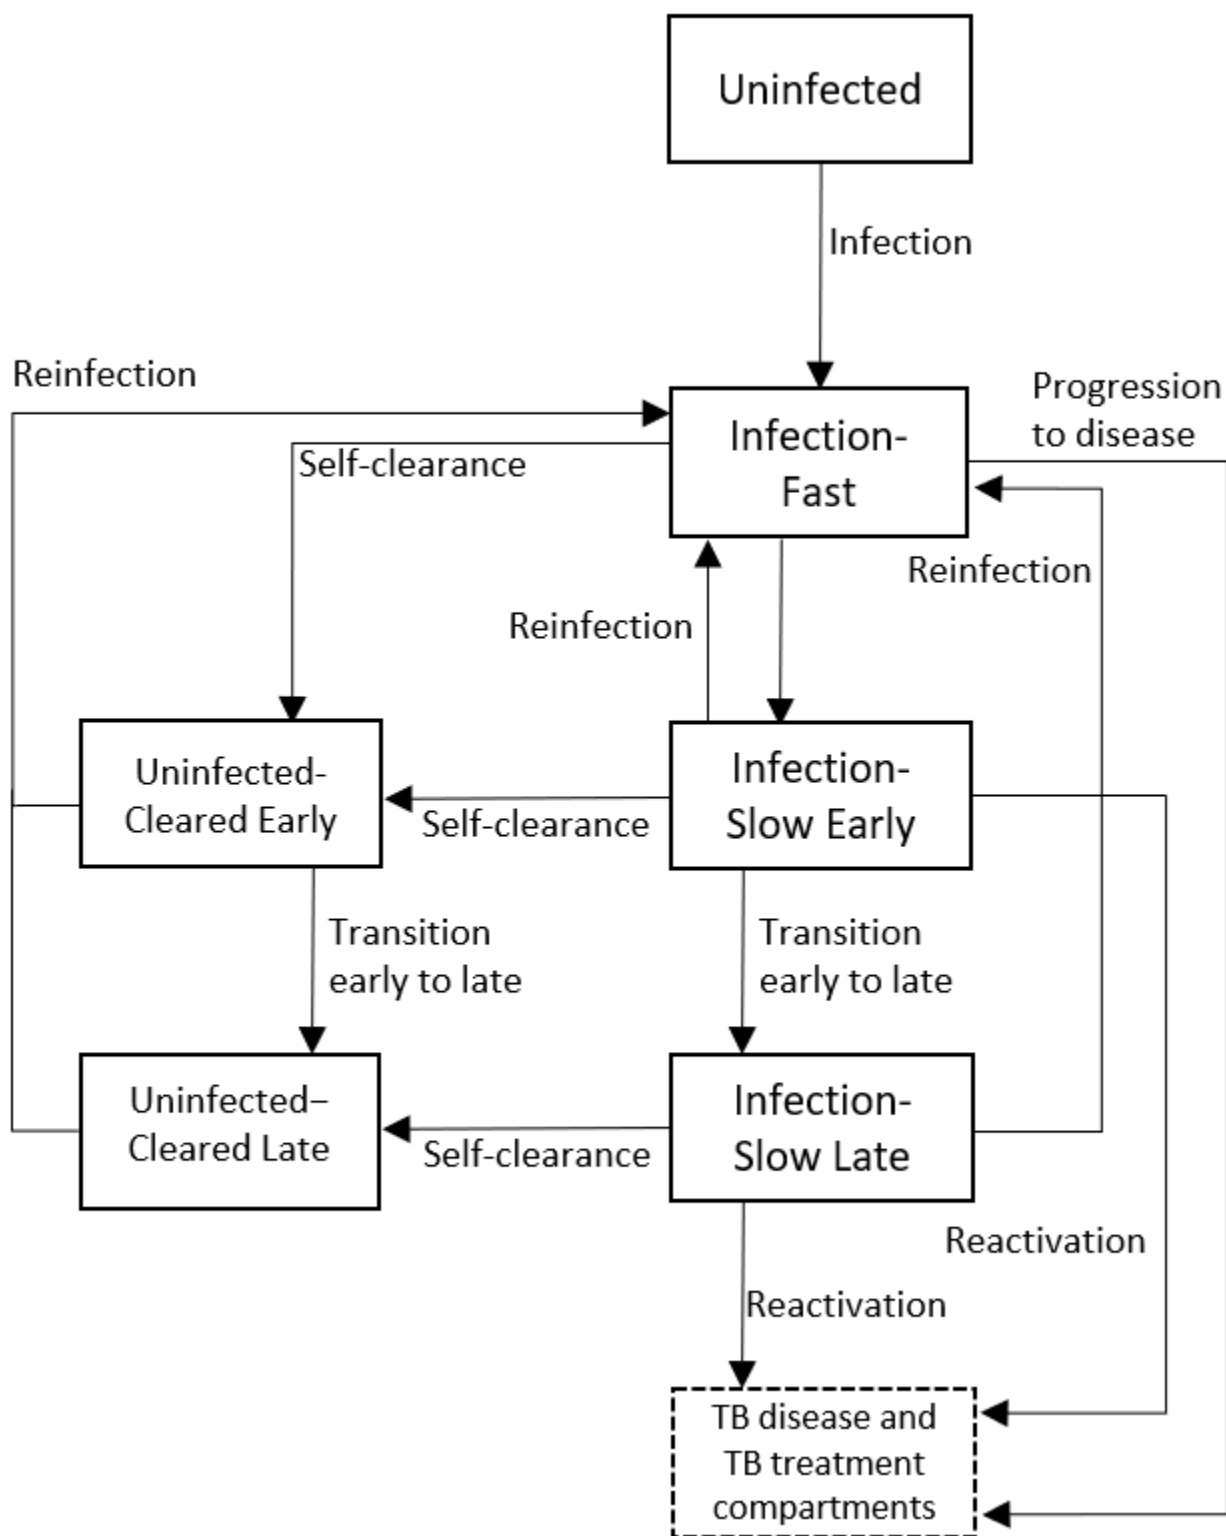 Uninfected
Infection
Reinfection
Progression
to disease
Infection-
Fast
Self-clearance
Reinfection
Reinfection
Uninfected-
Cleared Early
Infection-
Slow Early
Self-clearance
Transition
early to late
Transition
early to late
Uninfected–
Cleared Late
Infection-
Slow Late
Self-clearance
Reactivation
Reactivation
TB disease and
TB treatment
compartments